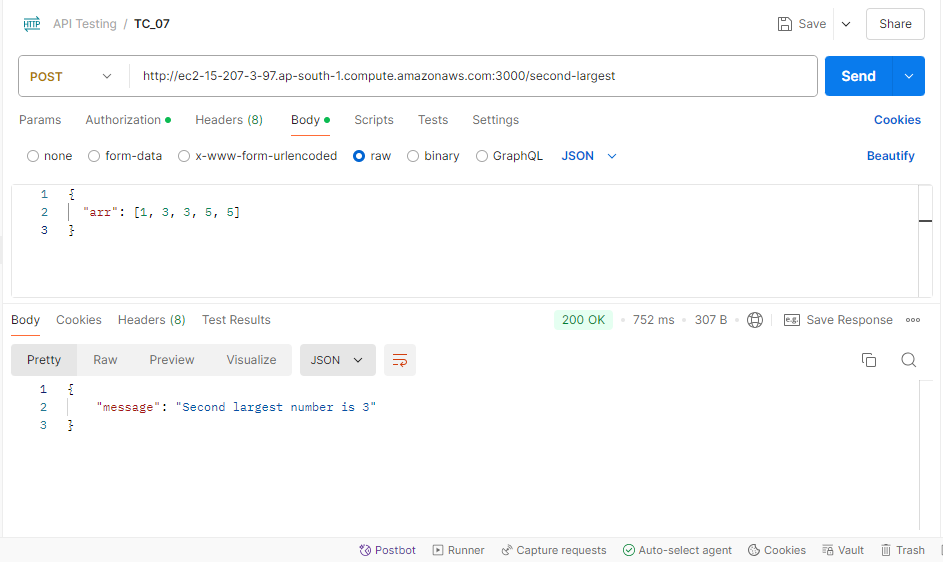 HTTP API Testing / TC_07 Save Share
POST http://ec2-15-207-3-97.ap-south-1.compute.amazonaws.com:3000/second-largest Send
Params Authorization Headers (8) Body Scripts Tests Settings Cookies
none form-data x-www-form-urlencoded raw binary GraphQL JSON Beautify
1 {
2 "arr": [1, 3, 3, 5, 5]
3 }
Body Cookies Headers (8) Test Results 200 OK 752 ms 307 B e.g. Save Response
Pretty Raw Preview Visualize JSON
1 {
2 "message": "Second largest number is 3"
3 }
Postbot Runner Capture requests Auto-select agent Cookies Vault Trash